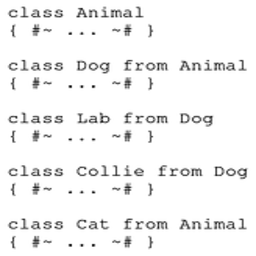 class Animal
{ #~ ... ~# }
class Dog from Animal
{ #~ ... ~# }
class Lab from Dog
{ #~ ... ~# }
class Collie from Dog
{ #~ ... ~# }
class Cat from Animal
{ #~ ... ~# }